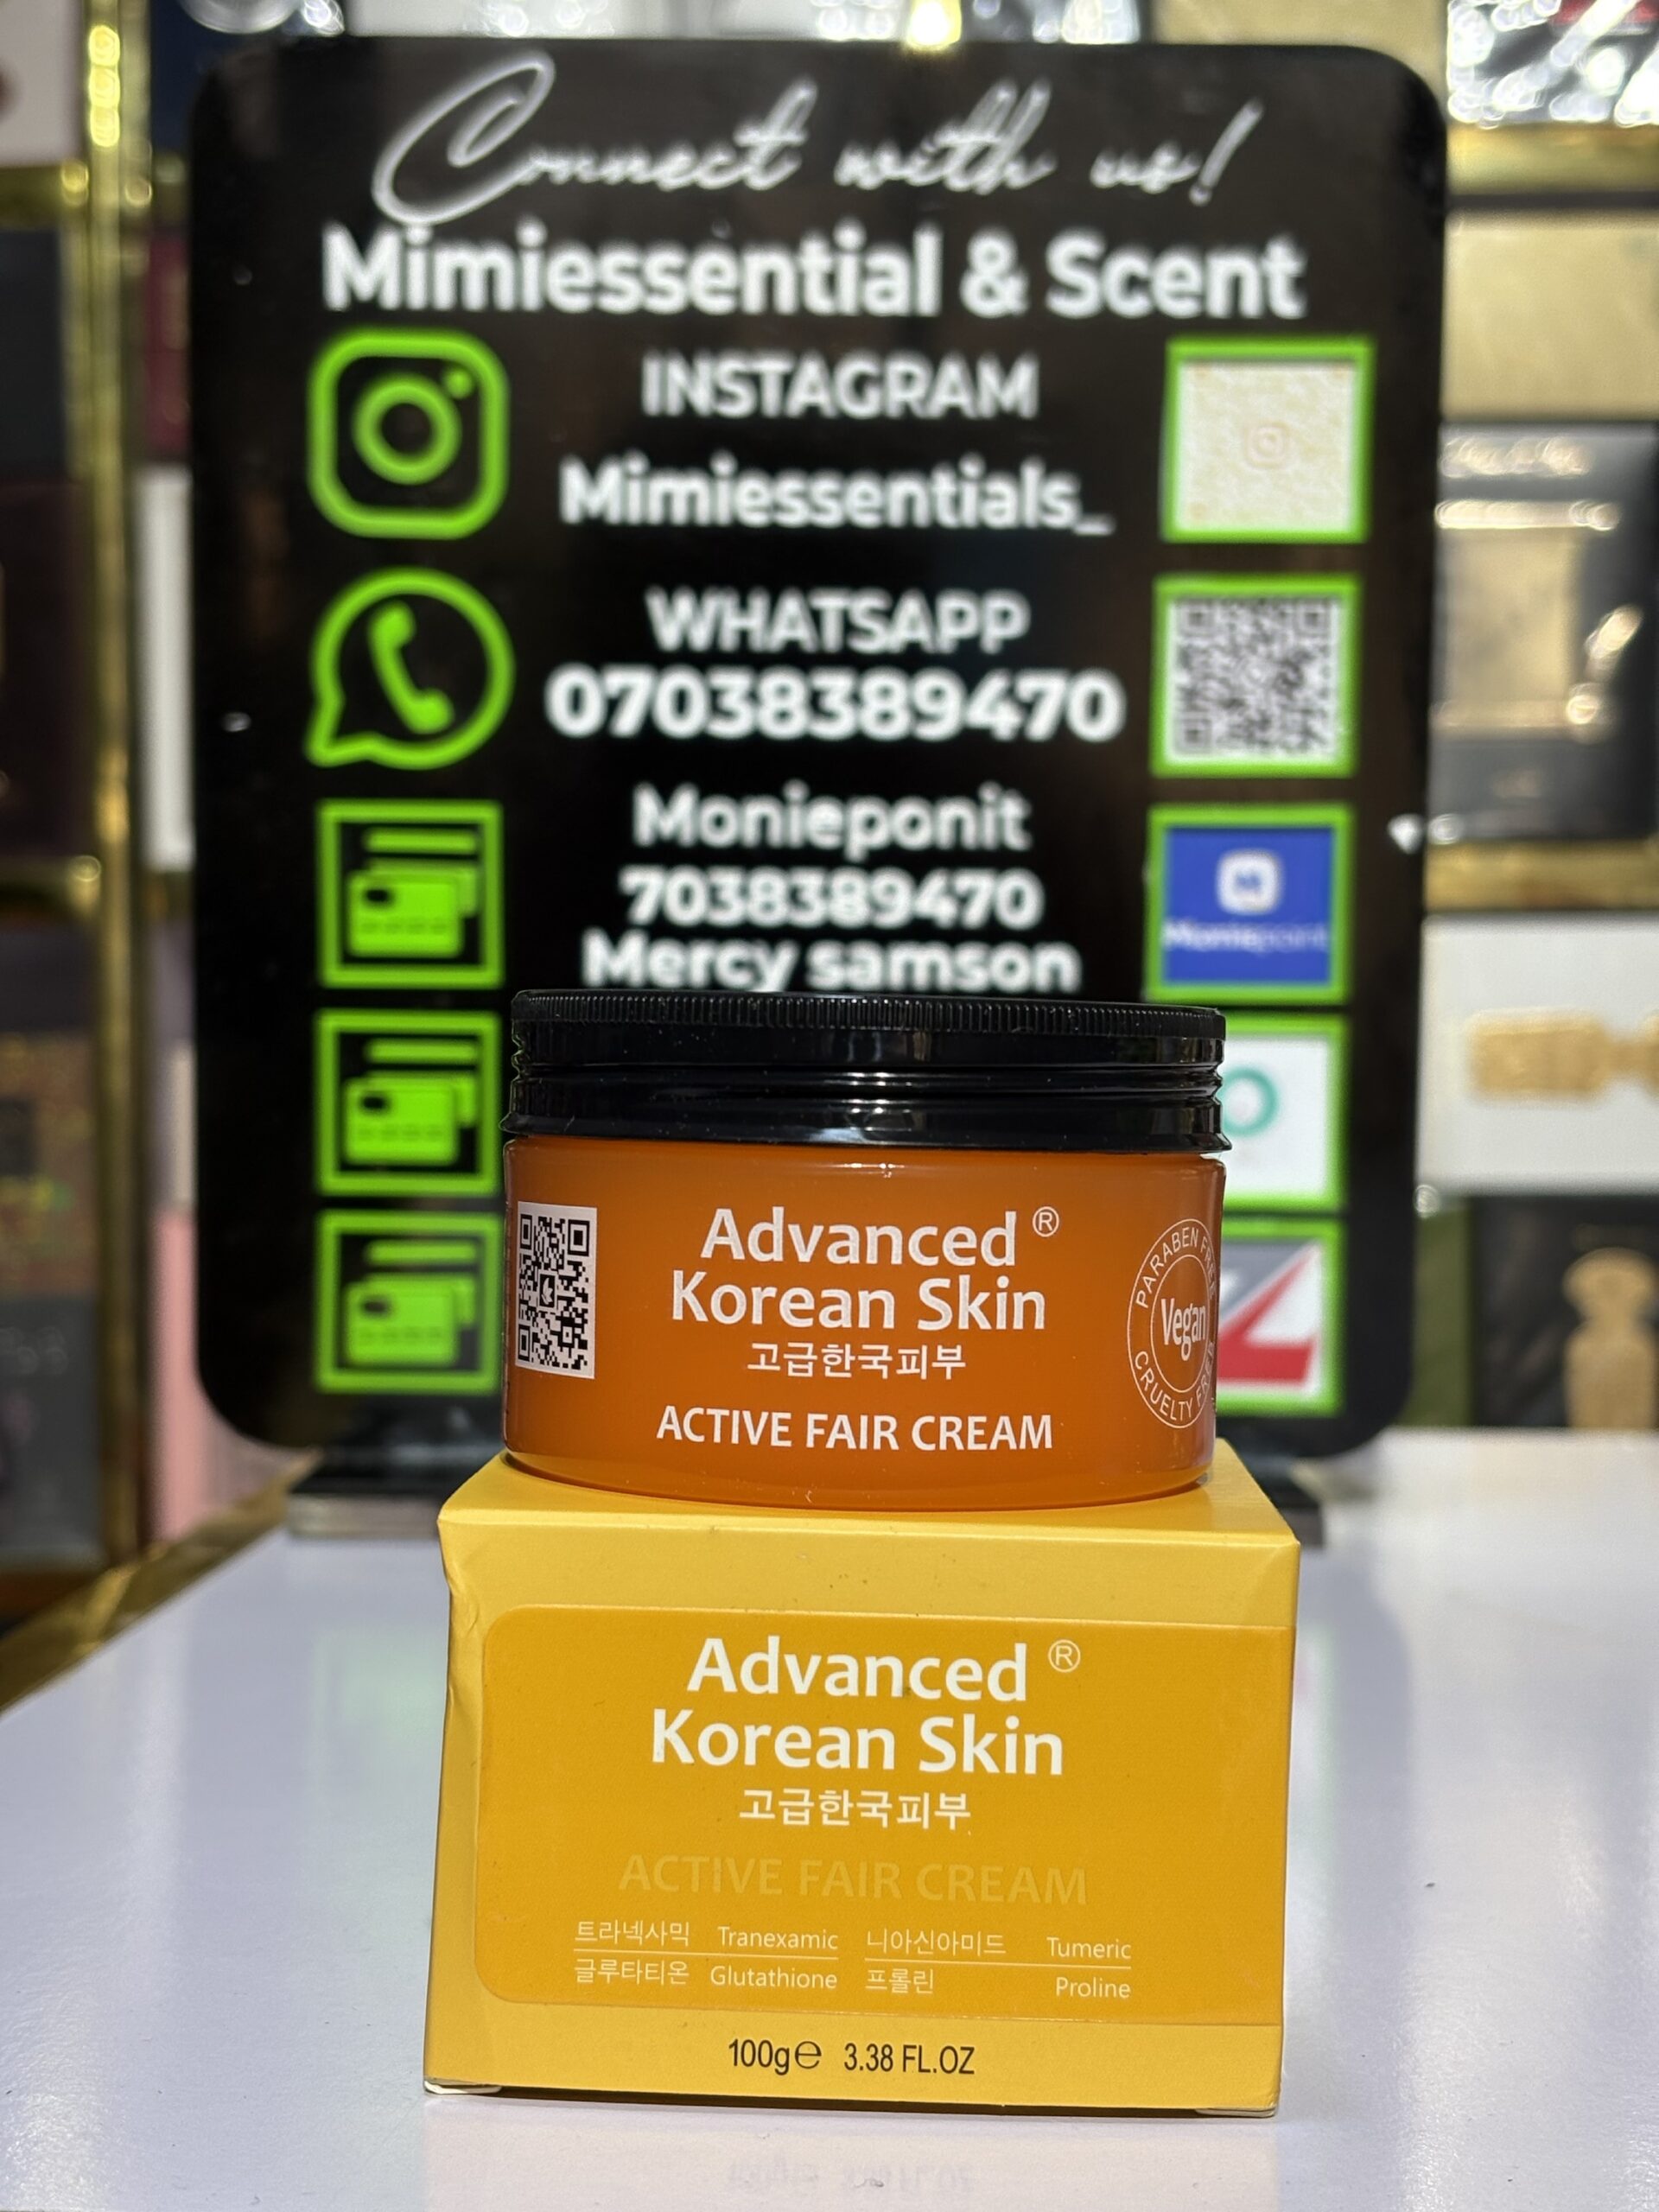 Connect with us!
Mimiessential & Scent
INSTAGRAM
Mimiessentials_
WHATSAPP
07038389470
Monieponit
7038389470
Mercy samson
Moniepoint
Advanced ®
Korean Skin
고급한국피부
ACTIVE FAIR CREAM
PARABEN FREE
Vegan
CRUELTY FREE
Advanced ®
Korean Skin
고급한국피부
ACTIVE FAIR CREAM
트라넥사믹 Tranexamic 니아신아미드 Tumeric
글루타티온 Glutathione 프롤린 Proline
100g℮ 3.38 FL.OZ